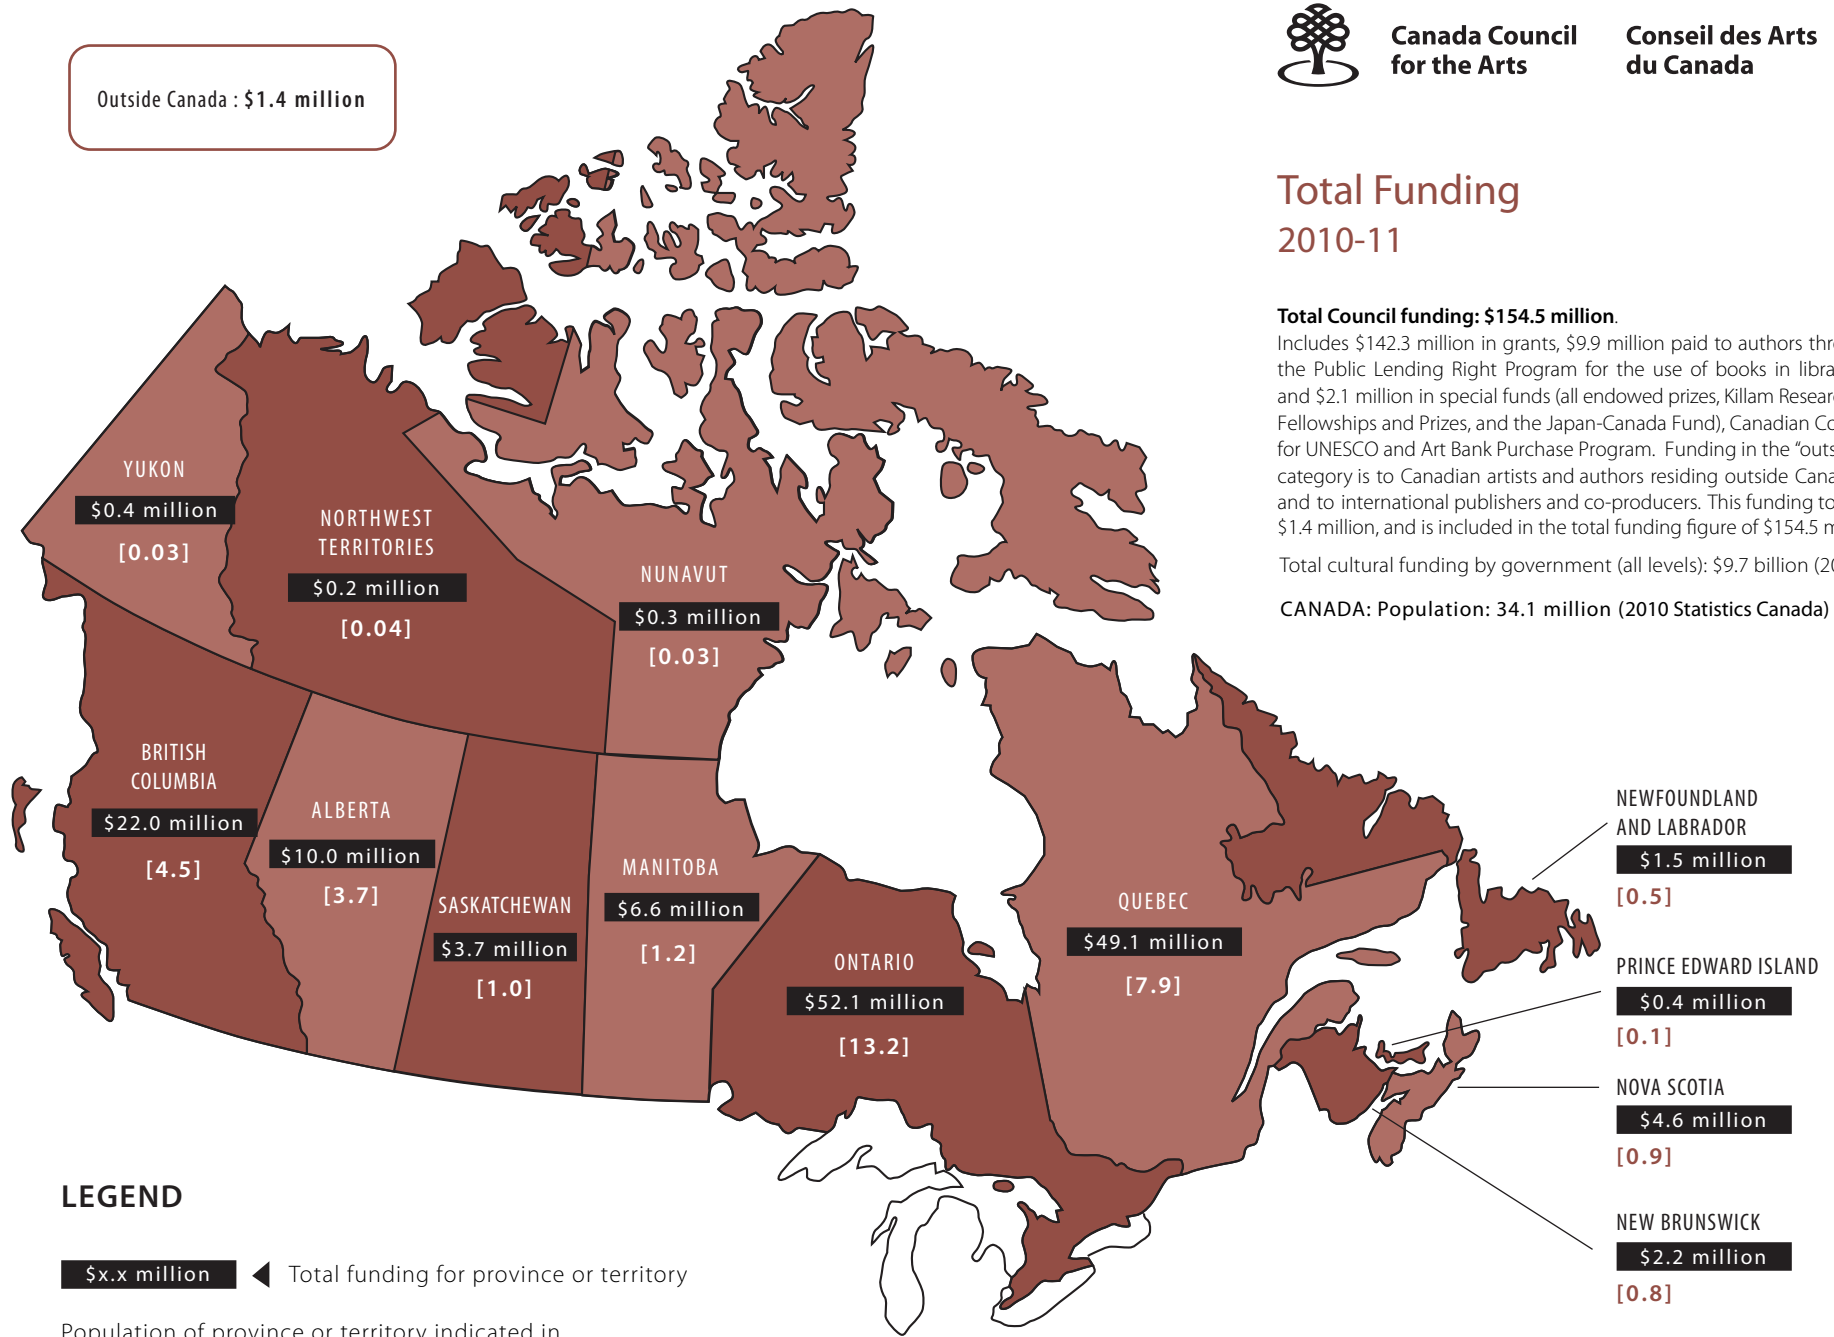 Outside Canada : $1.4 million
Canada Council
for the Arts
Conseil des Arts
du Canada
Total Funding
2010-11
Total Council funding: $154.5 million.
Includes $142.3 million in grants, $9.9 million paid to authors
the Public Lending Right Program for the use of books in
and $2.1 million in special funds (all endowed prizes, Killam
Fellowships and Prizes, and the Japan-Canada Fund), Canadian
for UNESCO and Art Bank Purchase Program. Funding in the
category is to Canadian artists and authors residing outside
and to international publishers and co-producers. This funding
$1.4 million, and is included in the total funding figure of $154.5
Total cultural funding by government (all levels): $9.7 billion
CANADA: Population: 34.1 million (2010 Statistics Canada)
YUKON
$0.4 million
[0.03]
NORTHWEST
TERRITORIES
$0.2 million
[0.04]
NUNAVUT
$0.3 million
[0.03]
BRITISH
COLUMBIA
$22.0 million
[4.5]
ALBERTA
$10.0 million
[3.7]
SASKATCHEWAN
$3.7 million
[1.0]
MANITOBA
$6.6 million
[1.2]
ONTARIO
$52.1 million
[13.2]
QUEBEC
$49.1 million
[7.9]
NEWFOUNDLAND
AND LABRADOR
$1.5 million
[0.5]
PRINCE EDWARD ISLAND
$0.4 million
[0.1]
NOVA SCOTIA
$4.6 million
[0.9]
NEW BRUNSWICK
$2.2 million
[0.8]
LEGEND
$x.x million
Total funding for province or territory
Population of province or territory indicated in